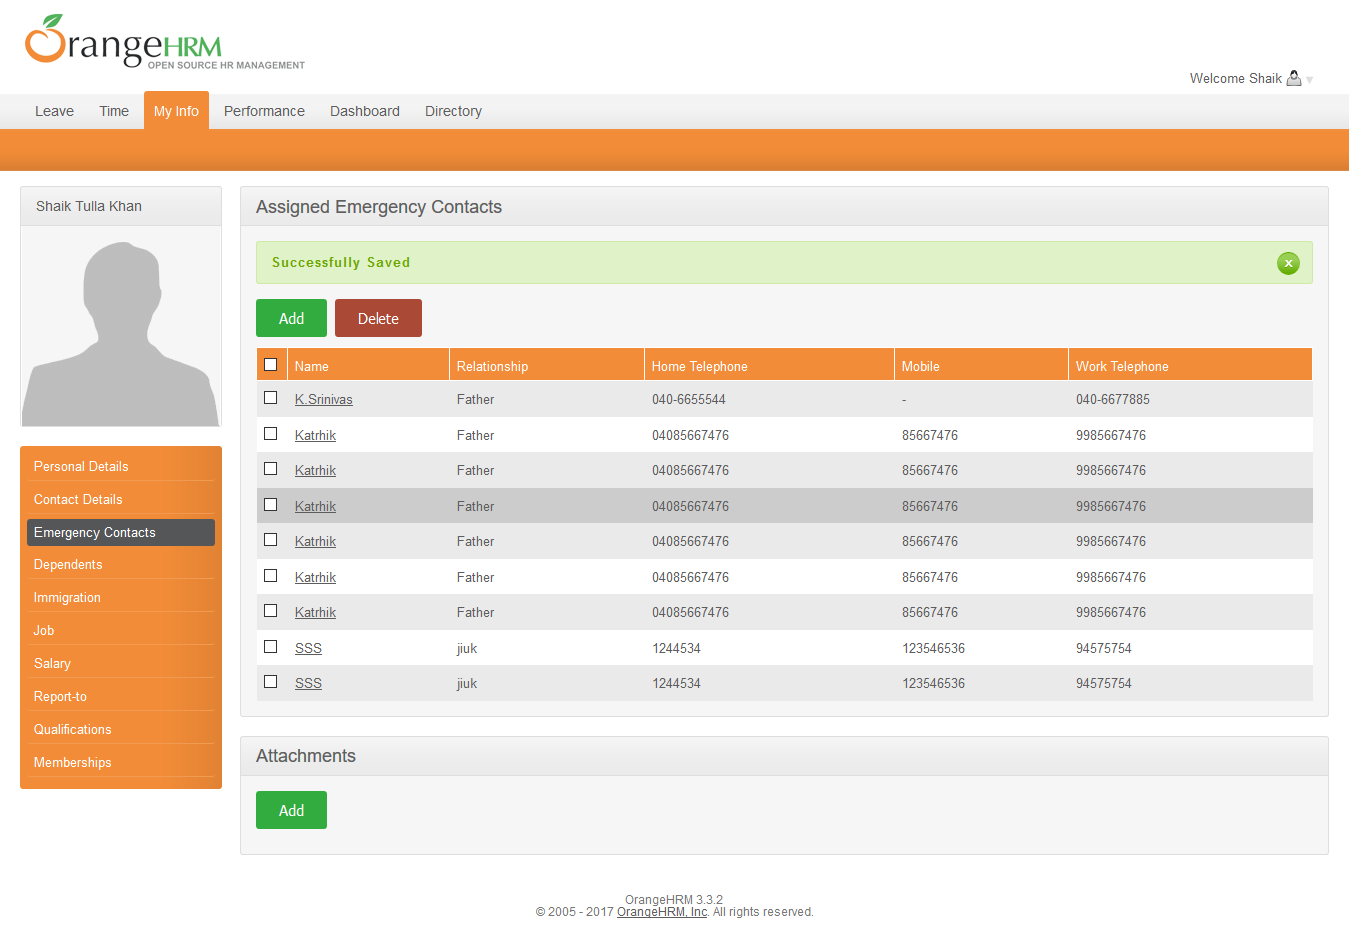 OrangeHRM
OPEN SOURCE HR MANAGEMENT
Welcome Shaik
Leave Time My Info Performance Dashboard Directory
Shaik Tulla Khan
Personal Details
Contact Details
Emergency Contacts
Dependents
Immigration
Job
Salary
Report-to
Qualifications
Memberships
Assigned Emergency Contacts
Successfully Saved x
Add Delete
Name Relationship Home Telephone Mobile Work Telephone
K.Srinivas Father 040-6655544 - 040-6677885
Katrhik Father 04085667476 85667476 9985667476
Katrhik Father 04085667476 85667476 9985667476
Katrhik Father 04085667476 85667476 9985667476
Katrhik Father 04085667476 85667476 9985667476
Katrhik Father 04085667476 85667476 9985667476
Katrhik Father 04085667476 85667476 9985667476
SSS jiuk 1244534 123546536 94575754
SSS jiuk 1244534 123546536 94575754
Attachments
Add
OrangeHRM 3.3.2
© 2005 - 2017 OrangeHRM, Inc. All rights reserved.